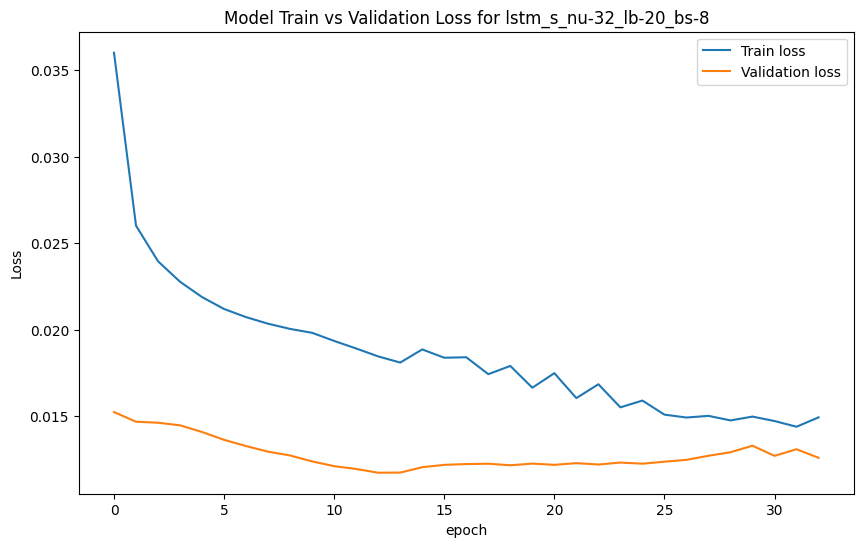 Model Train vs Validation Loss for lstm_s_nu-32_lb-20_bs-8
Train loss
Validation loss
0.035
0.030
0.025
0.020
0.015
Loss
0 5 10 15 20 25 30
epoch